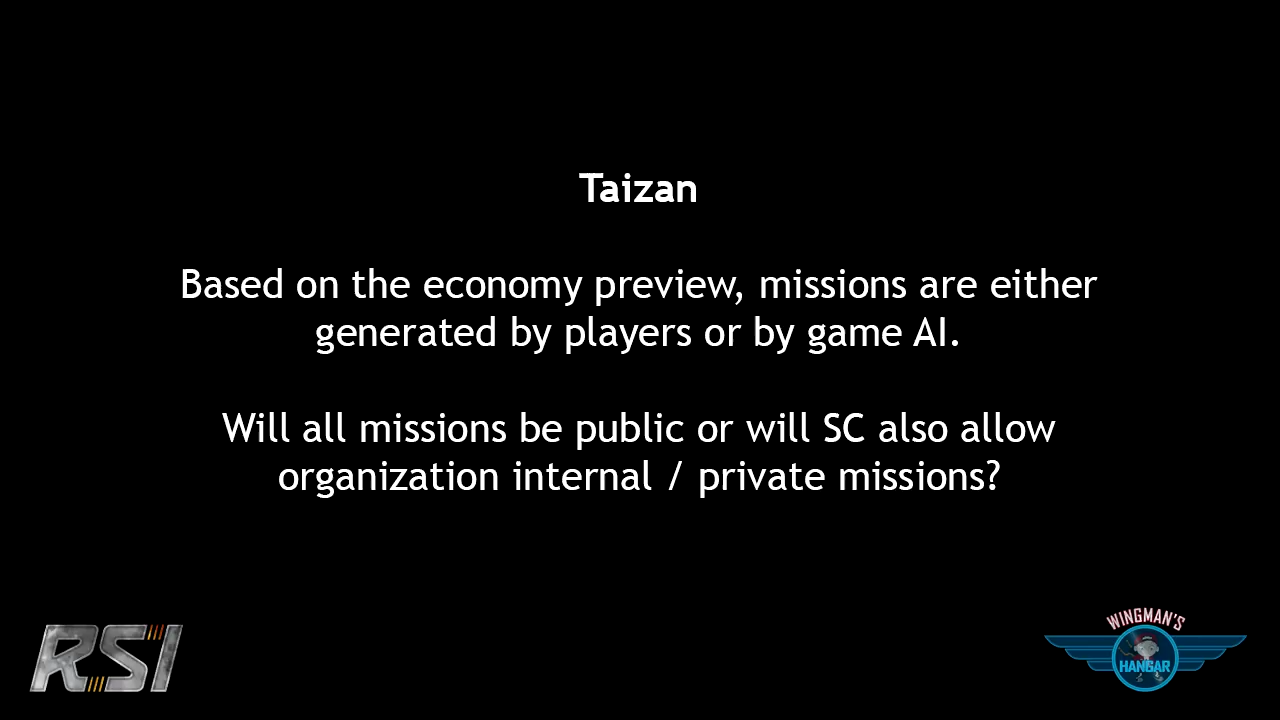 Taizan
Based on the economy preview, missions are either
generated by players or by game AI.
Will all missions be public or will SC also allow
organization internal / private missions?
RSI
WINGMAN'S
HANGAR